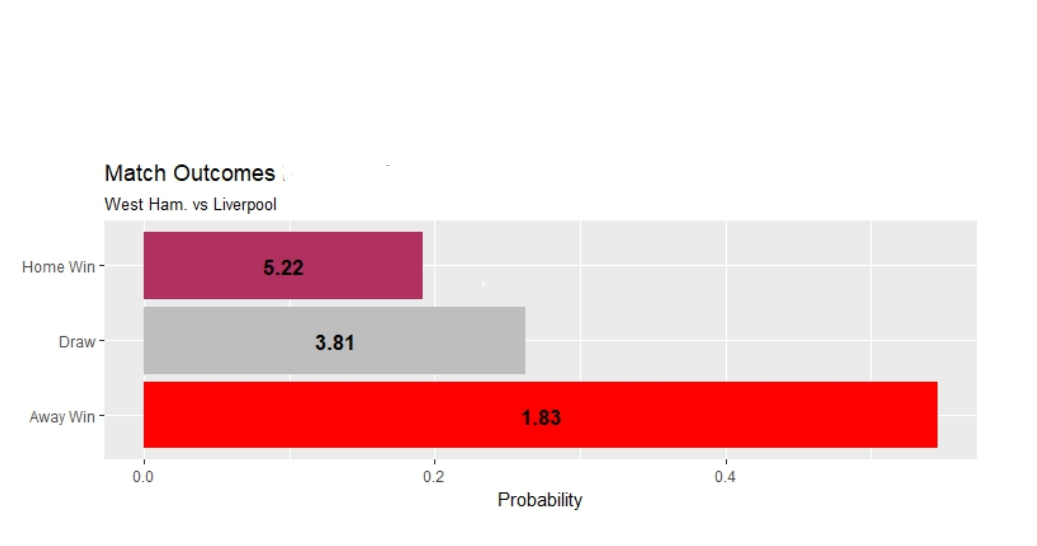 Match Outcomes
West Ham. vs Liverpool
Home Win
5.22
Draw
3.81
Away Win
1.83
0.0
0.2
0.4
Probability